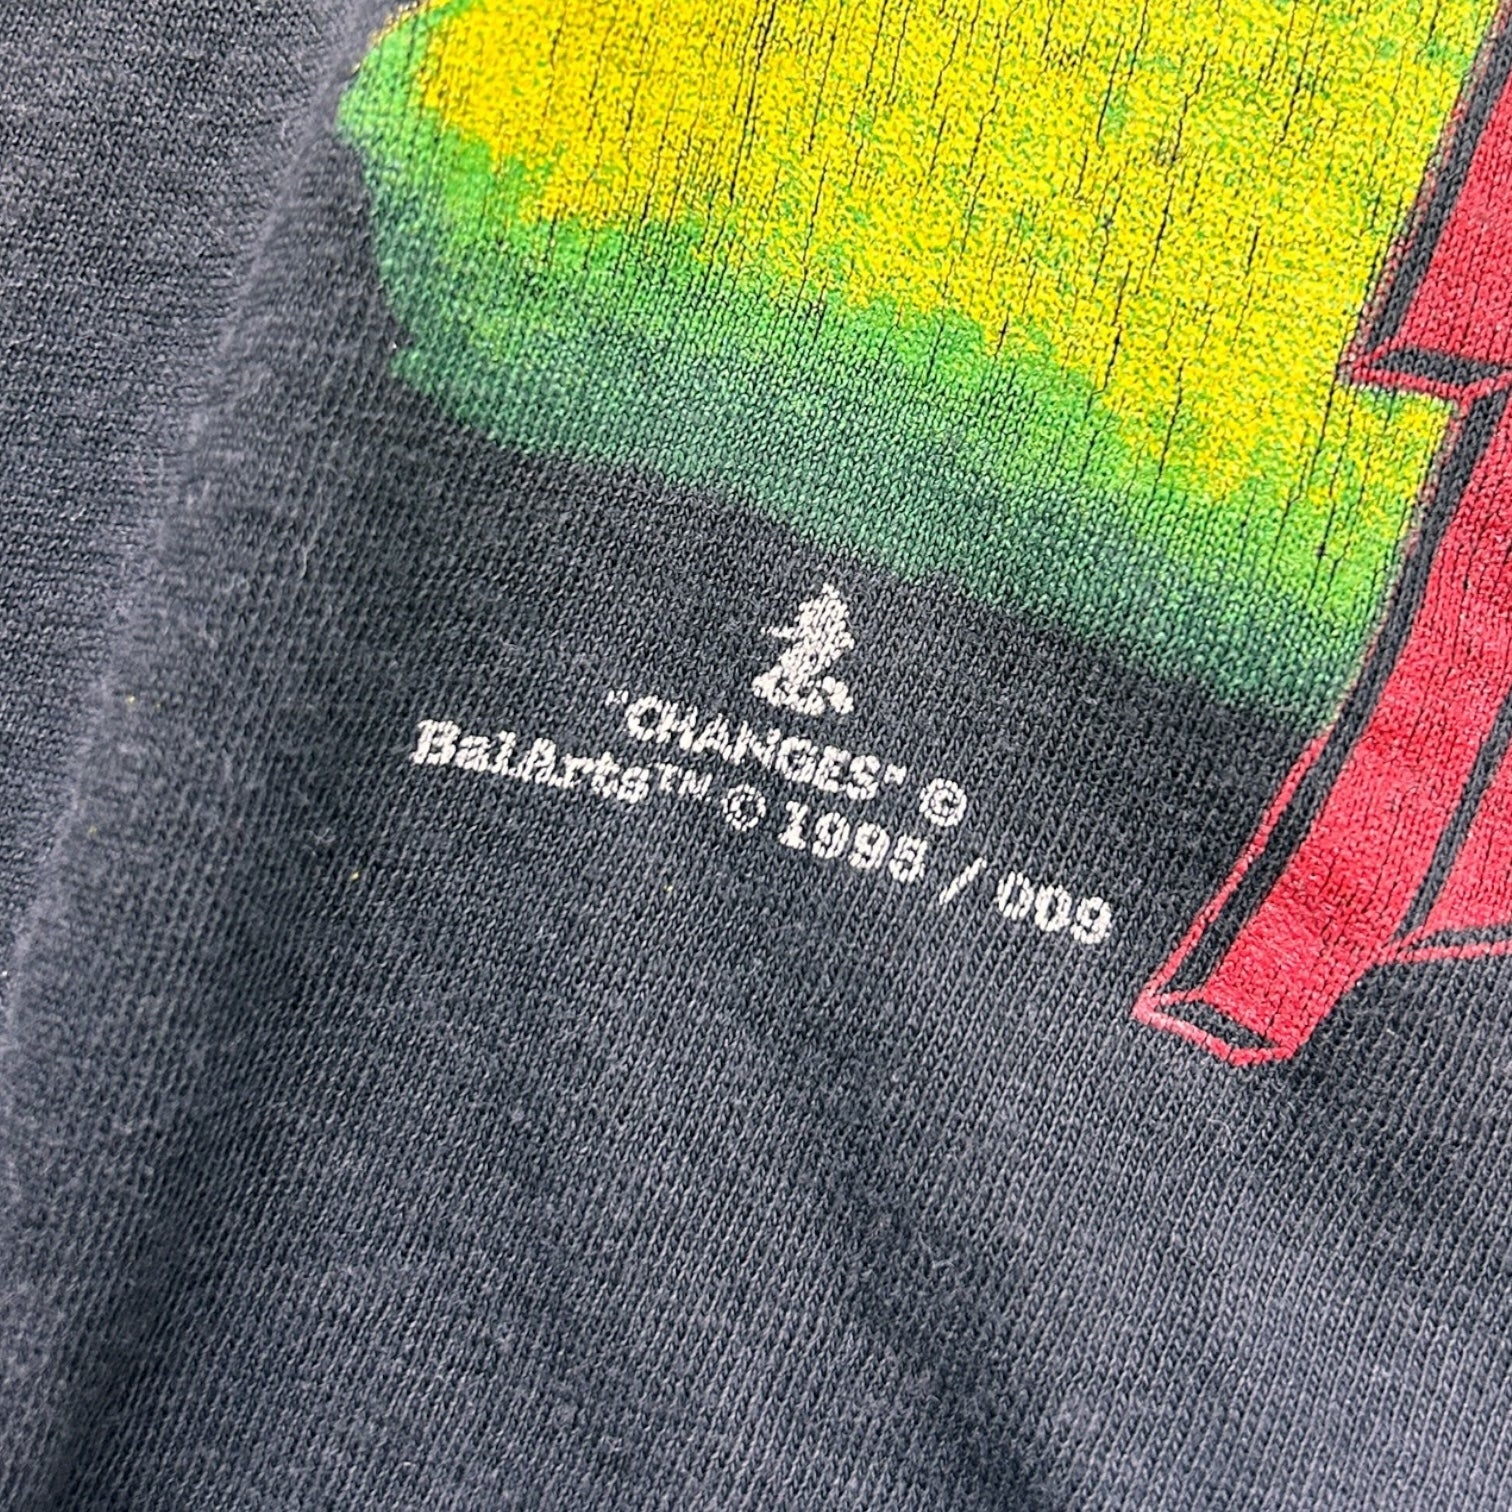 "CHANGES" ©
BalArts™ © 1995 / 009